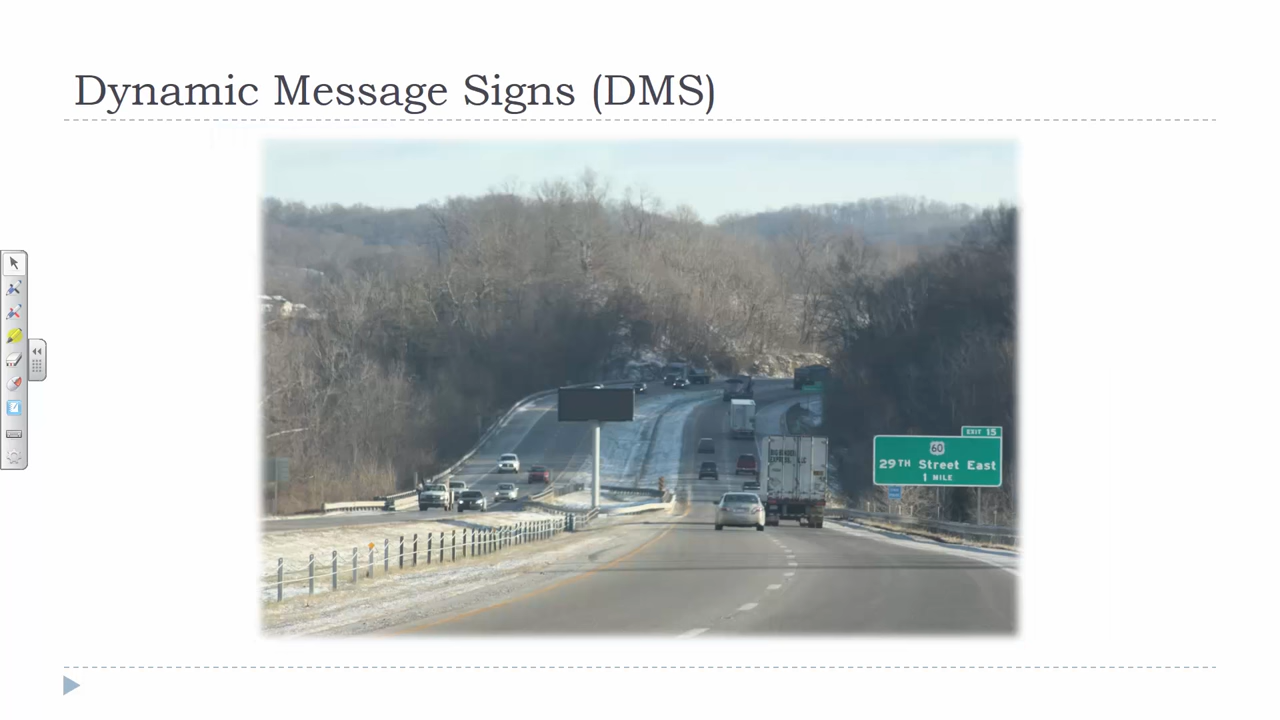 Dynamic Message Signs (DMS)
EXIT 15
60
29TH Street East
1 MILE